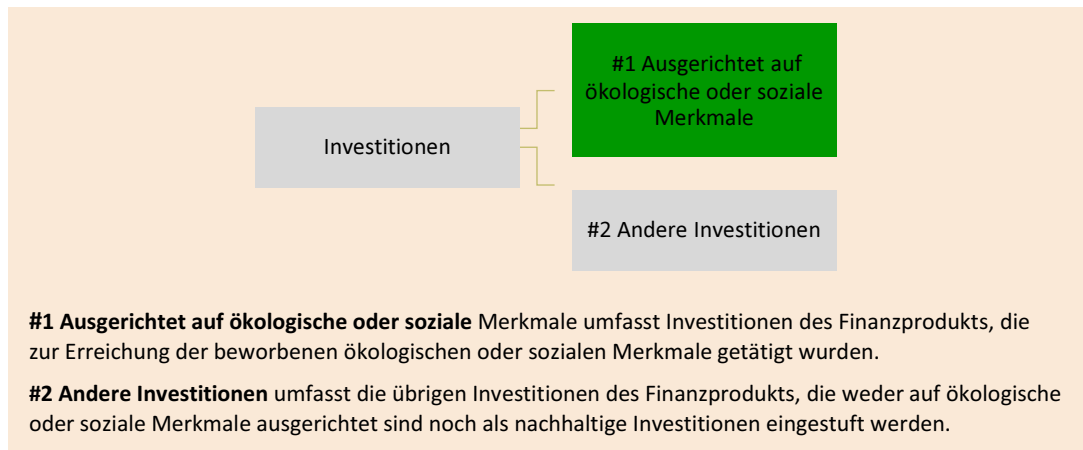 #1 Ausgerichtet auf
ökologische oder soziale
Merkmale
Investitionen
#2 Andere Investitionen
#1 Ausgerichtet auf ökologische oder soziale Merkmale umfasst Investitionen des Finanzprodukts, die
zur Erreichung der beworbenen ökologischen oder sozialen Merkmale getätigt wurden.
#2 Andere Investitionen umfasst die übrigen Investitionen des Finanzprodukts, die weder auf ökologische
oder soziale Merkmale ausgerichtet sind noch als nachhaltige Investitionen eingestuft werden.